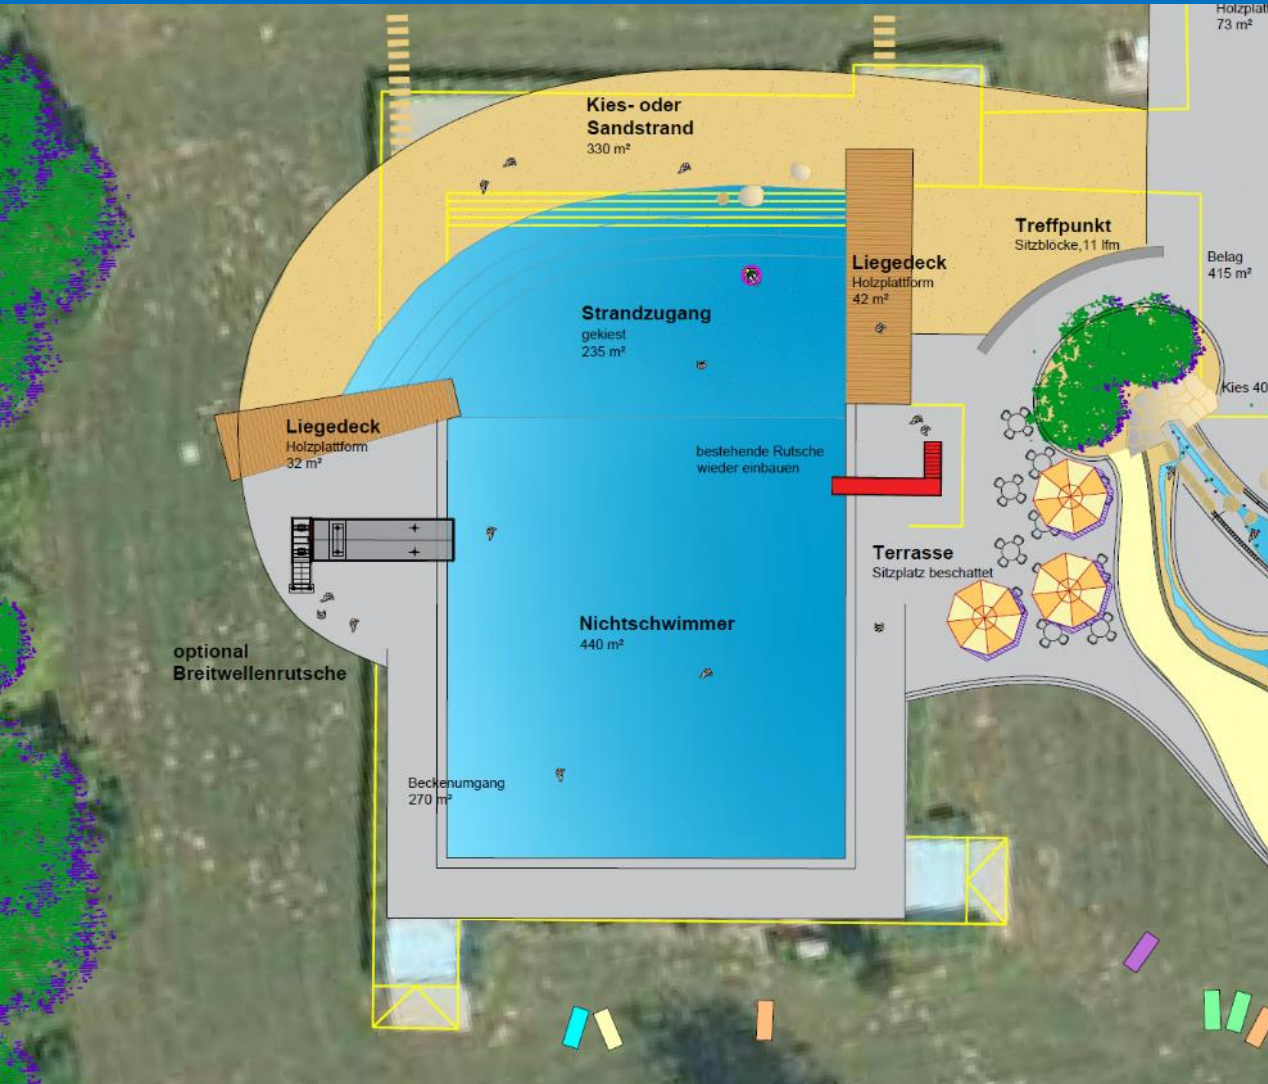 73 m²
Kies- oder
Sandstrand
330 m²
Treffpunkt
Sitzblöcke,11 lfm
Belag
415 m²
Liegedeck
Holzplattform
42 m²
Strandzugang
gekiest
235 m²
Kies 40
Liegedeck
Holzplattform
32 m²
bestehende Rutsche
wieder einbauen
Terrasse
Sitzplatz beschattet
Nichtschwimmer
440 m²
optional
Breitwellenrutsche
Beckenumgang
270 m²